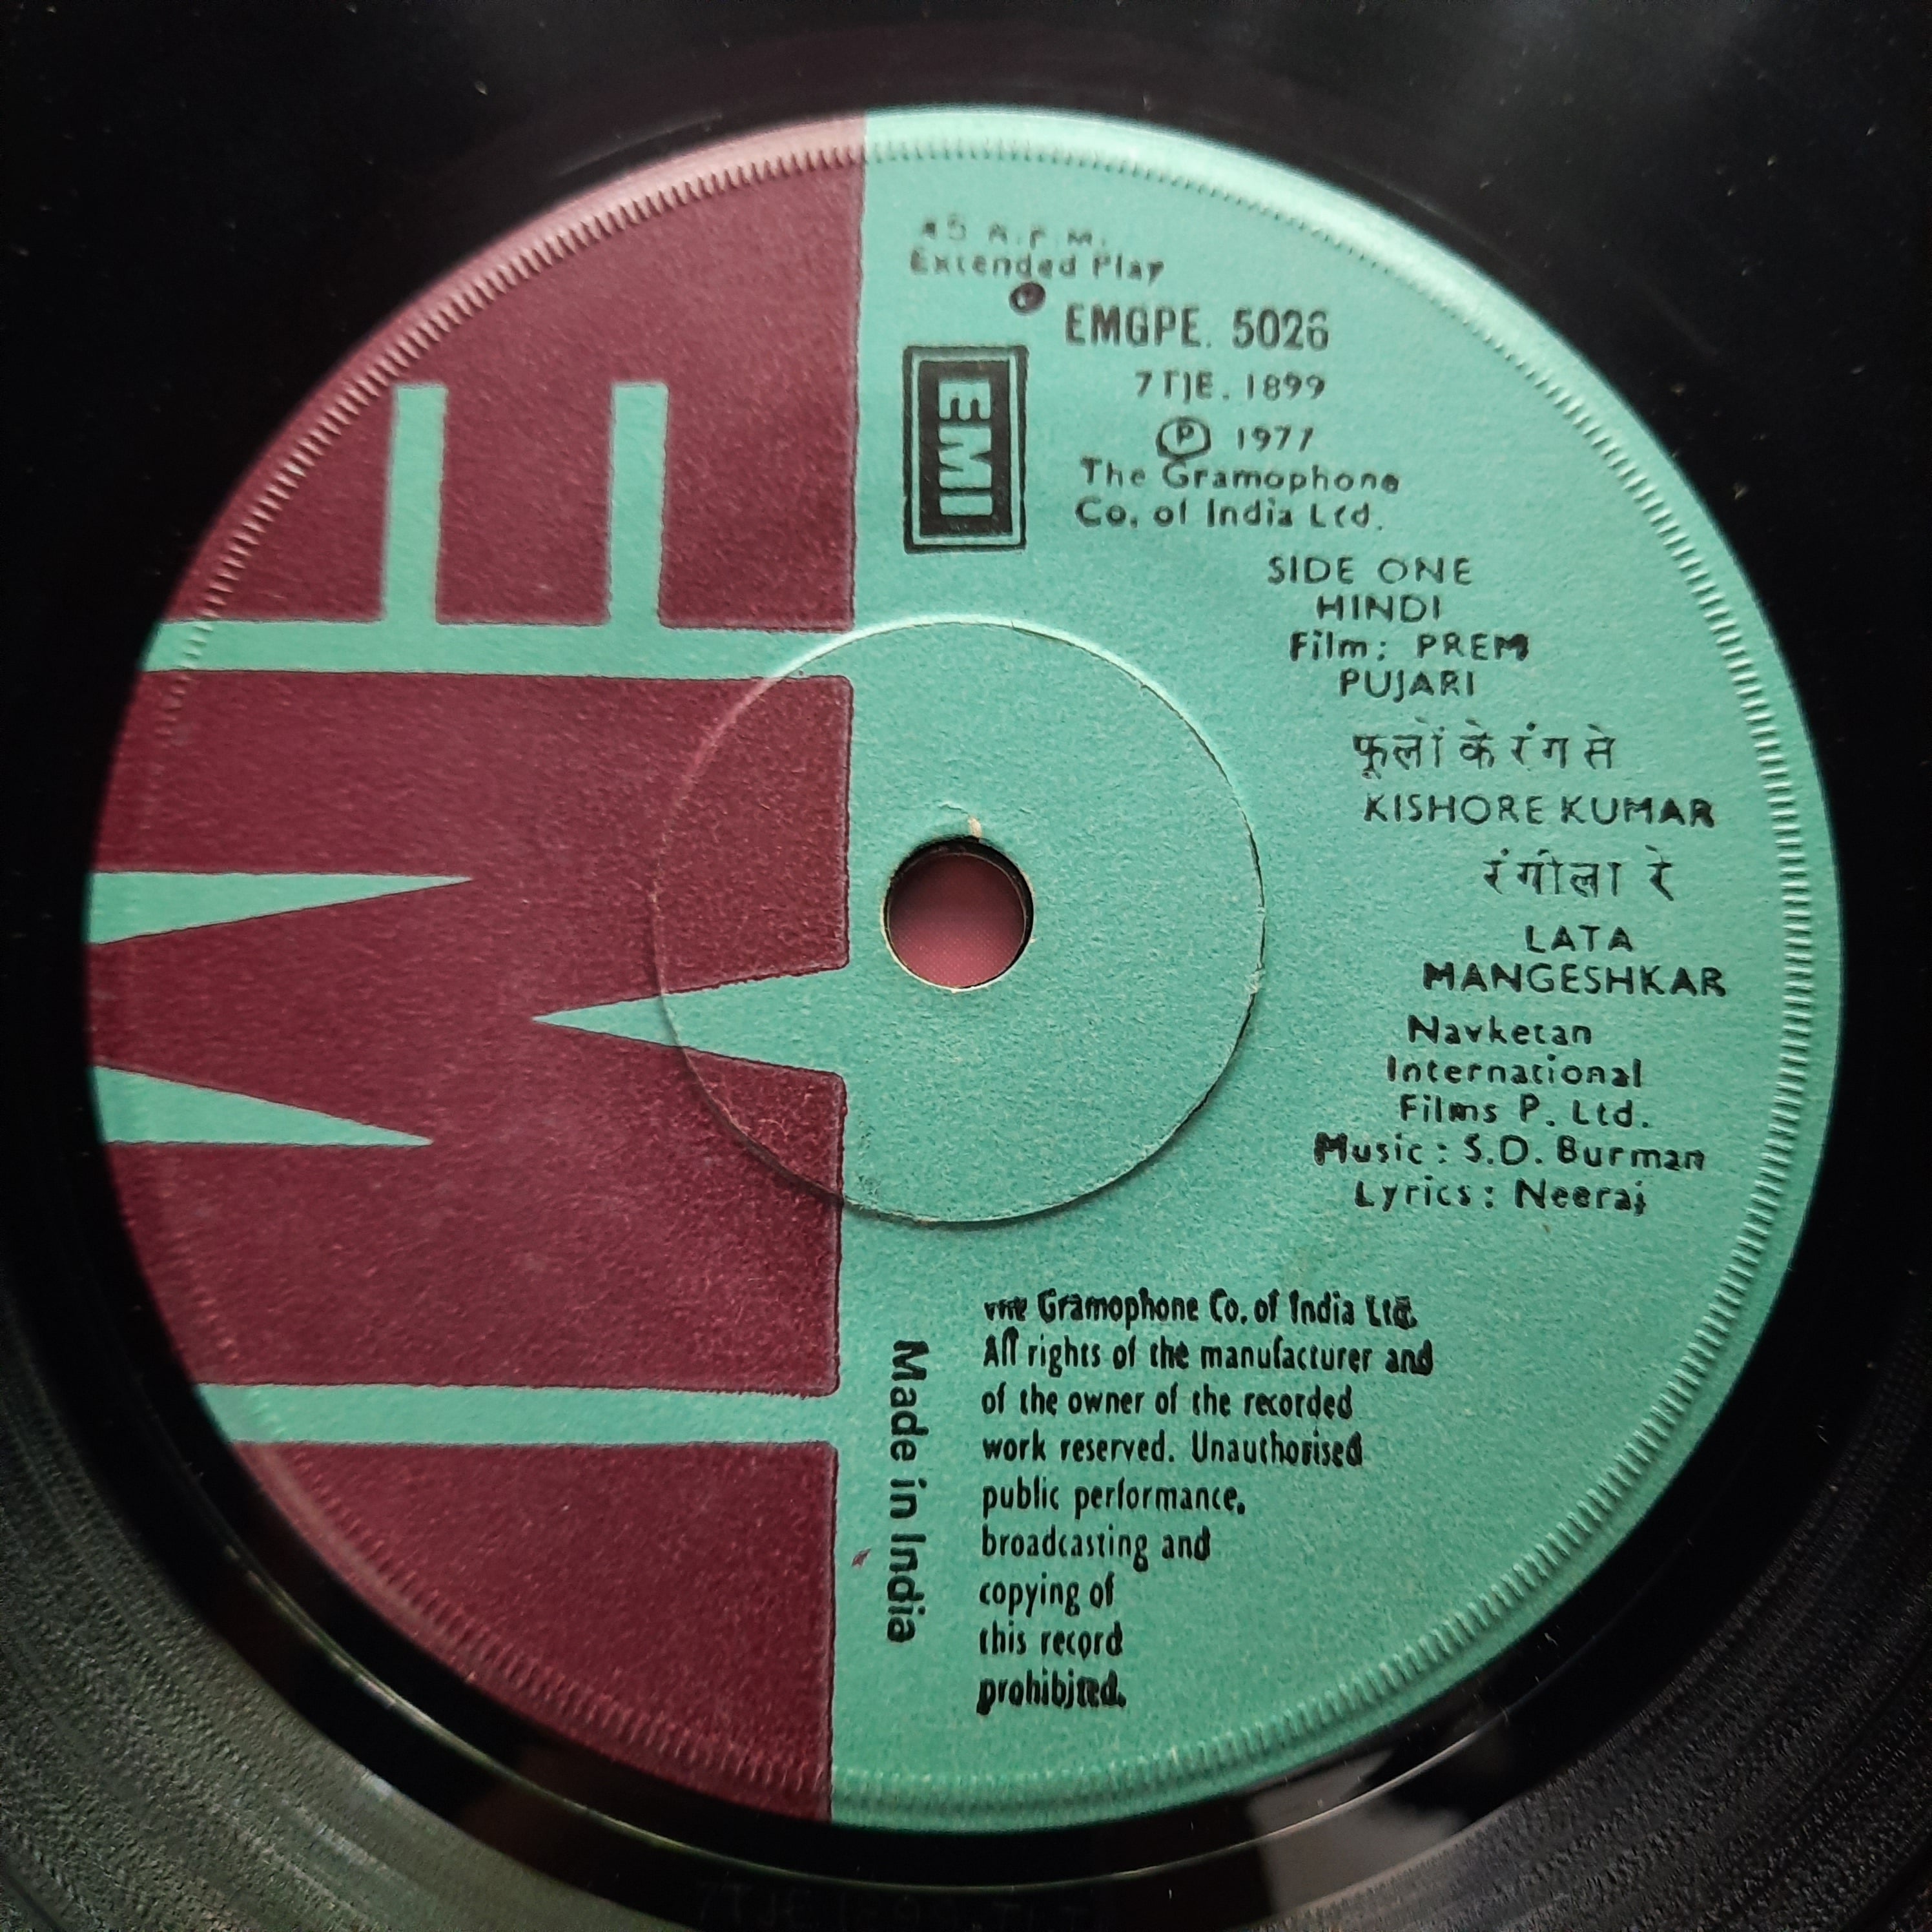 45 R.P.M.
Extended Play
EMGPE. 5026
EMI
7TJE. 1899
Ⓟ 1977
The Gramophone
Co. of India Ltd.
SIDE ONE
HINDI
Film: PREM
PUJARI
फूलों के रंग से
KISHORE KUMAR
रंगीला रे
LATA
MANGESHKAR
Navketan
International
Films P. Ltd.
Music: S.D. Burman
Lyrics: Neeraj
The Gramophone Co. of India Ltd.
All rights of the manufacturer and
of the owner of the recorded
work reserved. Unauthorised
public performance,
broadcasting and
copying of
this record
prohibited.
Made in India
EMI